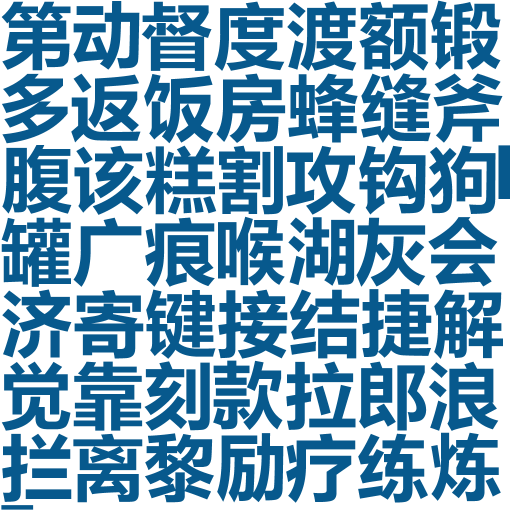 第动督度渡额锻
多返饭房蜂缝斧
腹该糕割攻钩狗
罐广痕喉湖灰会
济寄键接结捷解
觉靠刻款拉郎浪
拦离黎励疗练炼